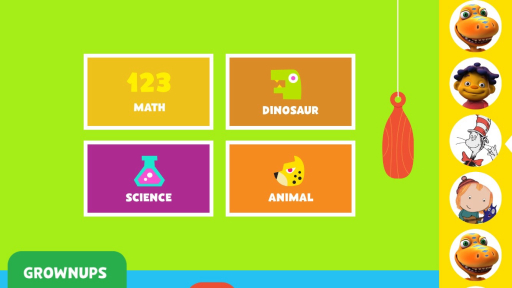 123
MATH
DINOSAUR
SCIENCE
ANIMAL
GROWNUPS